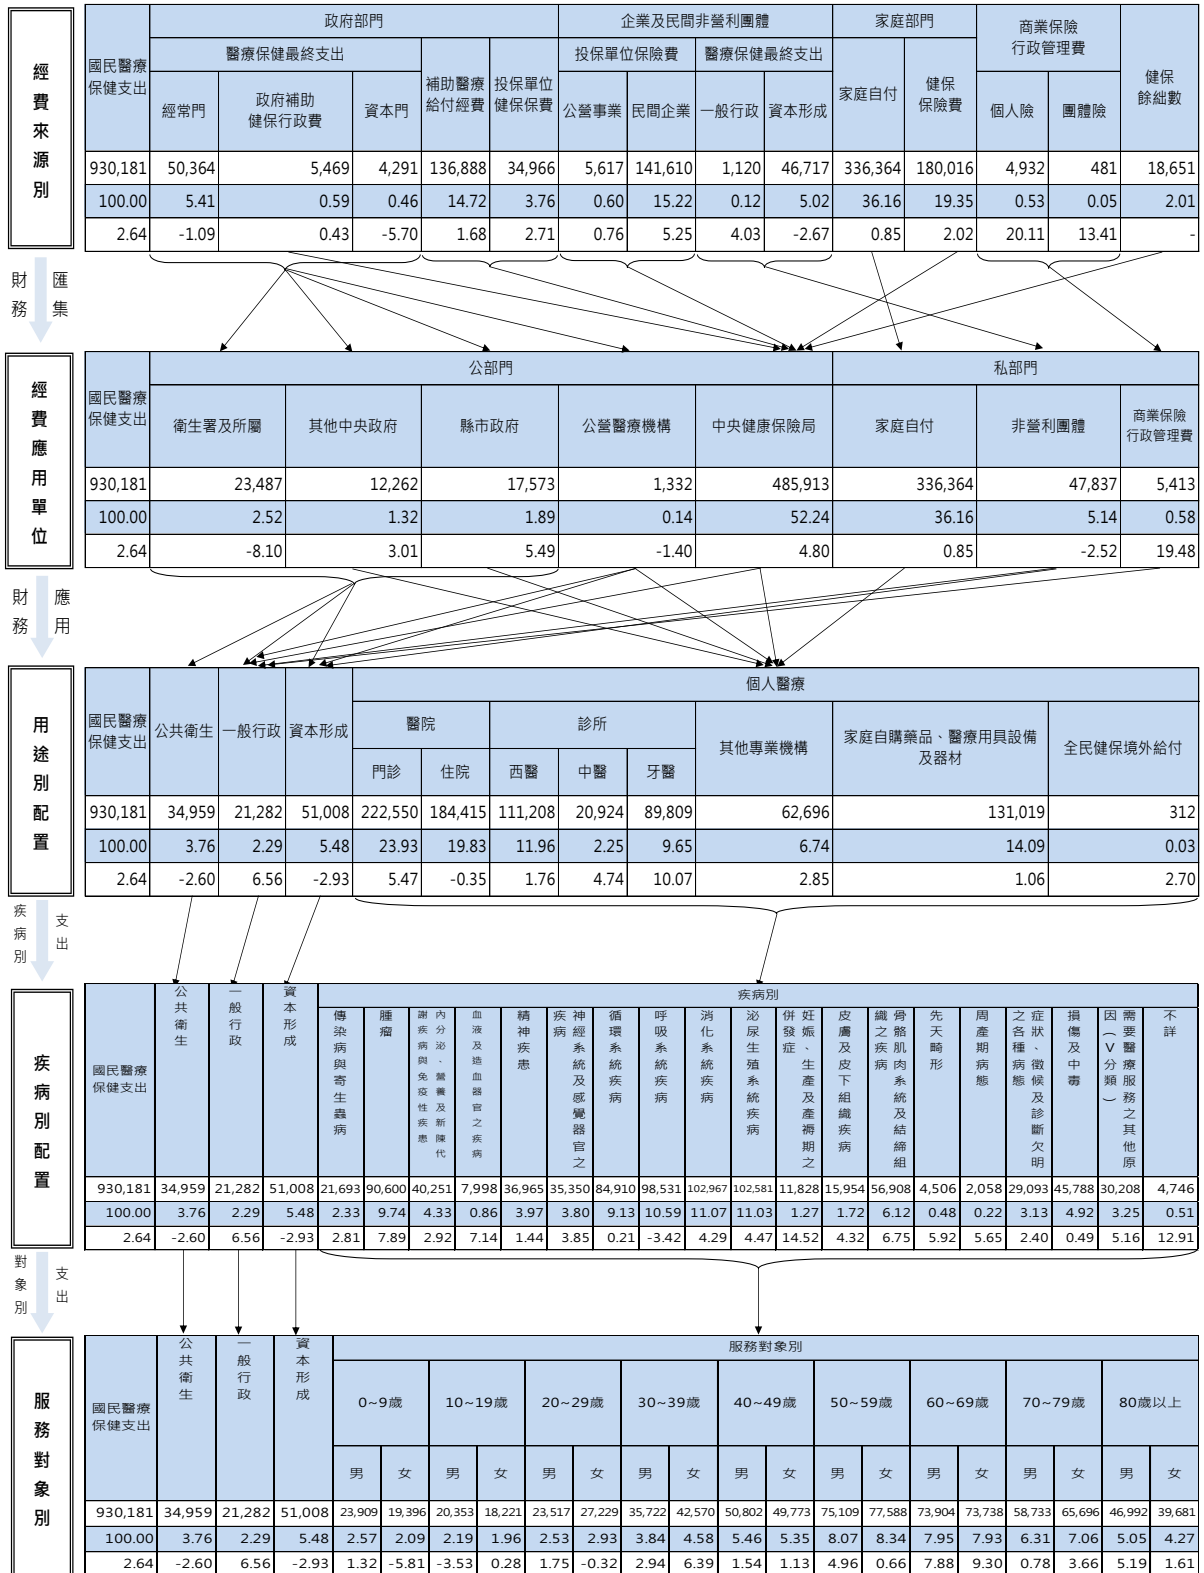 經費來源別
國民醫療保健支出
政府部門
企業及民間非營利團體
家庭部門
商業保險行政管理費
健保餘絀數
醫療保健最終支出
補助醫療給付經費
投保單位健保保費
投保單位保險費
醫療保健最終支出
家庭自付
健保保險費
個人險
團體險
經常門
政府補助健保行政費
資本門
公營事業
民間企業
一般行政
資本形成
930,181 50,364 5,469 4,291 136,888 34,966 5,617 141,610 1,120 46,717 336,364 180,016 4,932 481 18,651
100.00 5.41 0.59 0.46 14.72 3.76 0.60 15.22 0.12 5.02 36.16 19.35 0.53 0.05 2.01
2.64 -1.09 0.43 -5.70 1.68 2.71 0.76 5.25 4.03 -2.67 0.85 2.02 20.11 13.41 -
財務匯集
經費應用單位
國民醫療保健支出
公部門
私部門
衛生署及所屬
其他中央政府
縣市政府
公營醫療機構
中央健康保險局
家庭自付
非營利團體
商業保險行政管理費
930,181 23,487 12,262 17,573 1,332 485,913 336,364 47,837 5,413
100.00 2.52 1.32 1.89 0.14 52.24 36.16 5.14 0.58
2.64 -8.10 3.01 5.49 -1.40 4.80 0.85 -2.52 19.48
財務應用
用途別配置
國民醫療保健支出
公共衛生
一般行政
資本形成
個人醫療
醫院
診所
其他專業機構
家庭自購藥品、醫療用具設備及器材
全民健保境外給付
門診
住院
西醫
中醫
牙醫
930,181 34,959 21,282 51,008 222,550 184,415 111,208 20,924 89,809 62,696 131,019 312
100.00 3.76 2.29 5.48 23.93 19.83 11.96 2.25 9.65 6.74 14.09 0.03
2.64 -2.60 6.56 -2.93 5.47 -0.35 1.76 4.74 10.07 2.85 1.06 2.70
疾病別支出
疾病別配置
國民醫療保健支出
公共衛生
一般行政
資本形成
疾病別
傳染病與寄生蟲病
腫瘤
內分泌、營養及新陳代謝疾病與免疫性疾患
血液及造血器官之疾病
精神疾患
神經系統及感覺器官之疾病
循環系統疾病
呼吸系統疾病
消化系統疾病
泌尿生殖系統疾病
妊娠、生產及產褥期之併發症
皮膚及皮下組織疾病
骨骼肌肉系統及結締組織之疾病
先天畸形
周產期病態
症狀、徵候及診斷欠明之各種病態
損傷及中毒
需要醫療服務之其他原因(V分類)
不詳
930,181 34,959 21,282 51,008 21,693 90,600 40,251 7,998 36,965 35,350 84,910 98,531 102,967 102,581 11,828 15,954 56,908 4,506 2,058 29,093 45,788 30,208 4,746
100.00 3.76 2.29 5.48 2.33 9.74 4.33 0.86 3.97 3.80 9.13 10.59 11.07 11.03 1.27 1.72 6.12 0.48 0.22 3.13 4.92 3.25 0.51
2.64 -2.60 6.56 -2.93 2.81 7.89 2.92 7.14 1.44 3.85 0.21 -3.42 4.29 4.47 14.52 4.32 6.75 5.92 5.65 2.40 0.49 5.16 12.91
對象別支出
服務對象別
國民醫療保健支出
公共衛生
一般行政
資本形成
服務對象別
0~9歲 10~19歲 20~29歲 30~39歲 40~49歲 50~59歲 60~69歲 70~79歲 80歲以上
男 女 男 女 男 女 男 女 男 女 男 女 男 女 男 女 男 女
930,181 34,959 21,282 51,008 23,909 19,396 20,353 18,221 23,517 27,229 35,722 42,570 50,802 49,773 75,109 77,588 73,904 73,738 58,733 65,696 46,992 39,681
100.00 3.76 2.29 5.48 2.57 2.09 2.19 1.96 2.53 2.93 3.84 4.58 5.46 5.35 8.07 8.34 7.95 7.93 6.31 7.06 5.05 4.27
2.64 -2.60 6.56 -2.93 1.32 -5.81 -3.53 0.28 1.75 -0.32 2.94 6.39 1.54 1.13 4.96 0.66 7.88 9.30 0.78 3.66 5.19 1.61